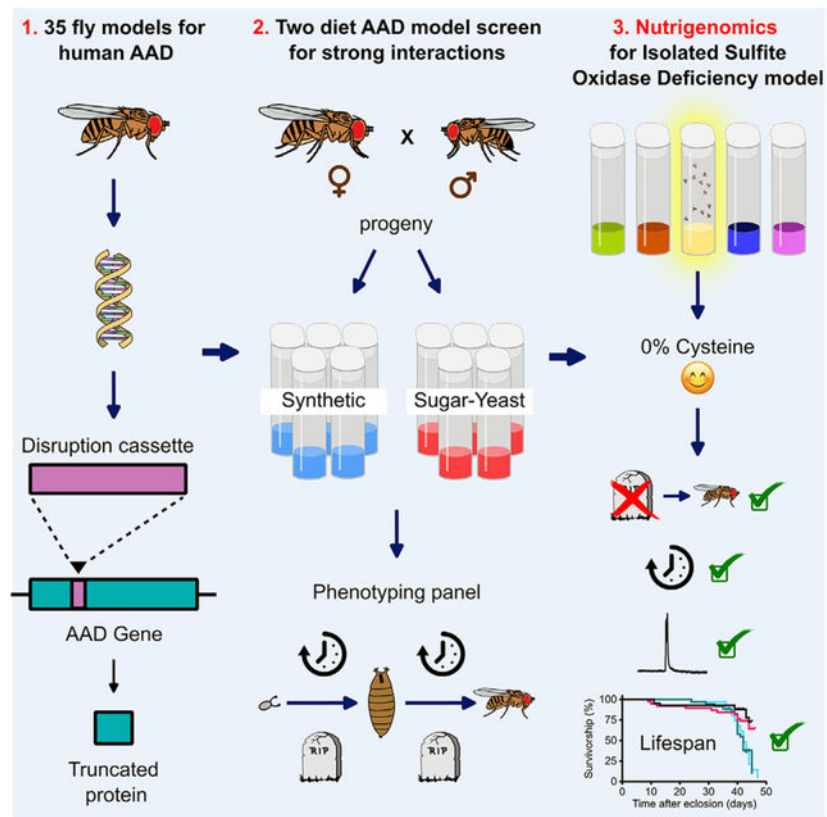 1. 35 fly models for
human AAD
Disruption cassette
AAD Gene
Truncated
protein
2. Two diet AAD model screen
for strong interactions
♀ x ♂
progeny
Synthetic
Sugar-Yeast
Phenotyping panel
RIP
RIP
3. Nutrigenomics
for Isolated Sulfite
Oxidase Deficiency model
0% Cysteine
RIP
Survivorship (%)
100
75
50
25
0
Lifespan
0 10 20 30 40 50
Time after eclosion (days)